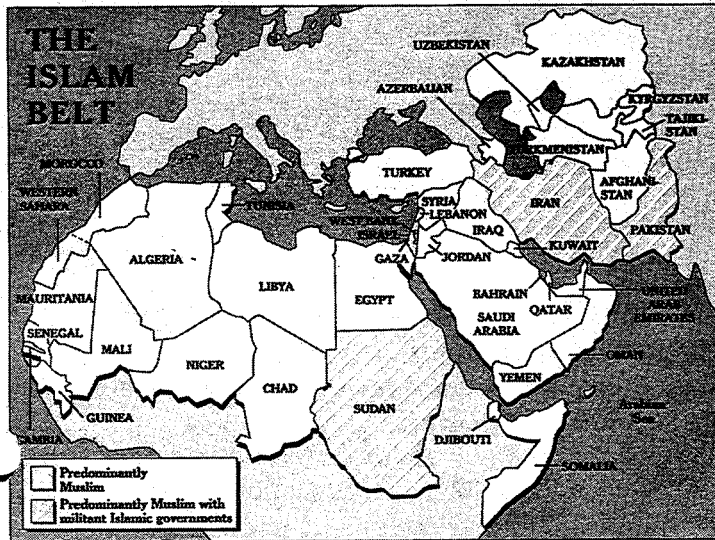 THE
ISLAM
BELT
UZBEKISTAN
KAZAKHSTAN
AZERBAIJAN
KYRGYZSTAN
TAJIKI-
STAN
TURKMENISTAN
MOROCCO
TURKEY
AFGHANI-
STAN
WESTERN
SAHARA
TUNISIA
SYRIA
LEBANON
IRAN
WEST BANK
ISRAEL
IRAQ
KUWAIT
PAKISTAN
GAZA
JORDAN
ALGERIA
LIBYA
EGYPT
MAURITANIA
BAHRAIN
QATAR
UNITED
ARAB
EMIRATES
SAUDI
ARABIA
SENEGAL
MALI
NIGER
CHAD
OMAN
YEMEN
SUDAN
GUINEA
Arabian
Sea
GAMBIA
DJIBOUTI
SOMALIA
Predominantly
Muslim
Predominantly Muslim with
militant Islamic governments